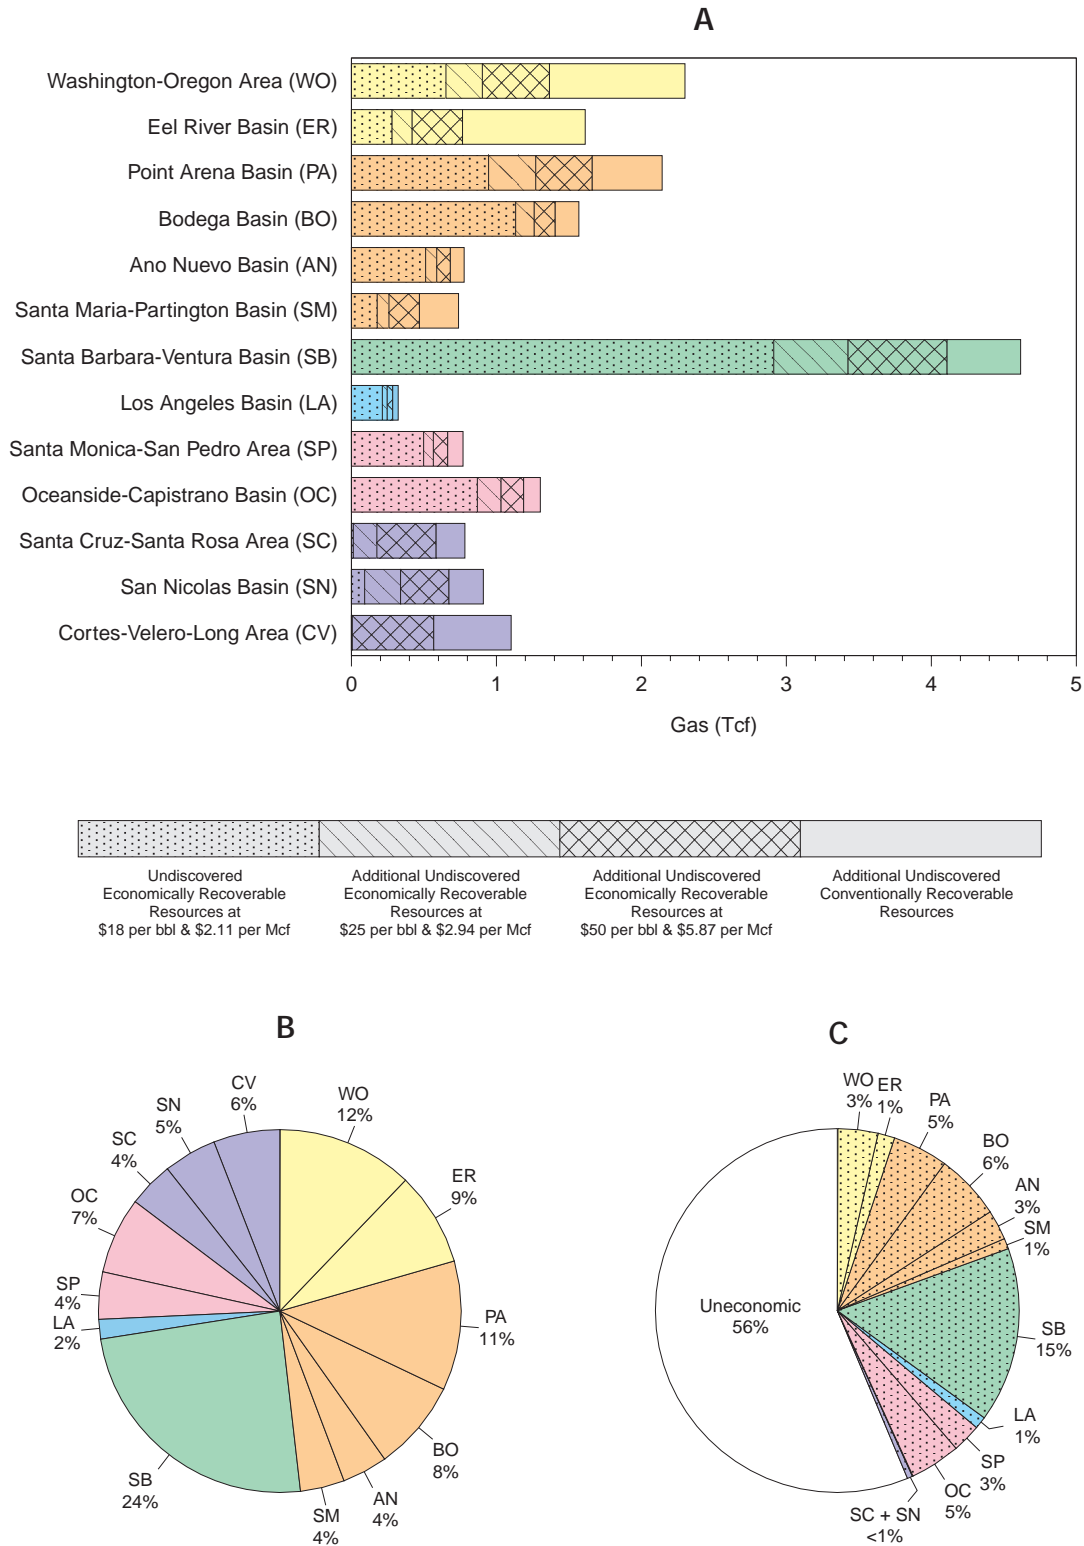 A
Washington-Oregon Area (WO)
Eel River Basin (ER)
Point Arena Basin (PA)
Bodega Basin (BO)
Ano Nuevo Basin (AN)
Santa Maria-Partington Basin (SM)
Santa Barbara-Ventura Basin (SB)
Los Angeles Basin (LA)
Santa Monica-San Pedro Area (SP)
Oceanside-Capistrano Basin (OC)
Santa Cruz-Santa Rosa Area (SC)
San Nicolas Basin (SN)
Cortes-Velero-Long Area (CV)
0 1 2 3 4 5
Gas (Tcf)
Undiscovered
Economically Recoverable
Resources at
$18 per bbl & $2.11 per Mcf
Additional Undiscovered
Economically Recoverable
Resources at
$25 per bbl & $2.94 per Mcf
Additional Undiscovered
Economically Recoverable
Resources at
$50 per bbl & $5.87 per Mcf
Additional Undiscovered
Conventionally Recoverable
Resources
B
WO
12%
ER
9%
PA
11%
BO
8%
AN
4%
SM
4%
SB
24%
LA
2%
SP
4%
OC
7%
SC
4%
SN
5%
CV
6%
C
WO
3%
ER
1%
PA
5%
BO
6%
AN
3%
SM
1%
SB
15%
LA
1%
SP
3%
OC
5%
SC + SN
<1%
Uneconomic
56%